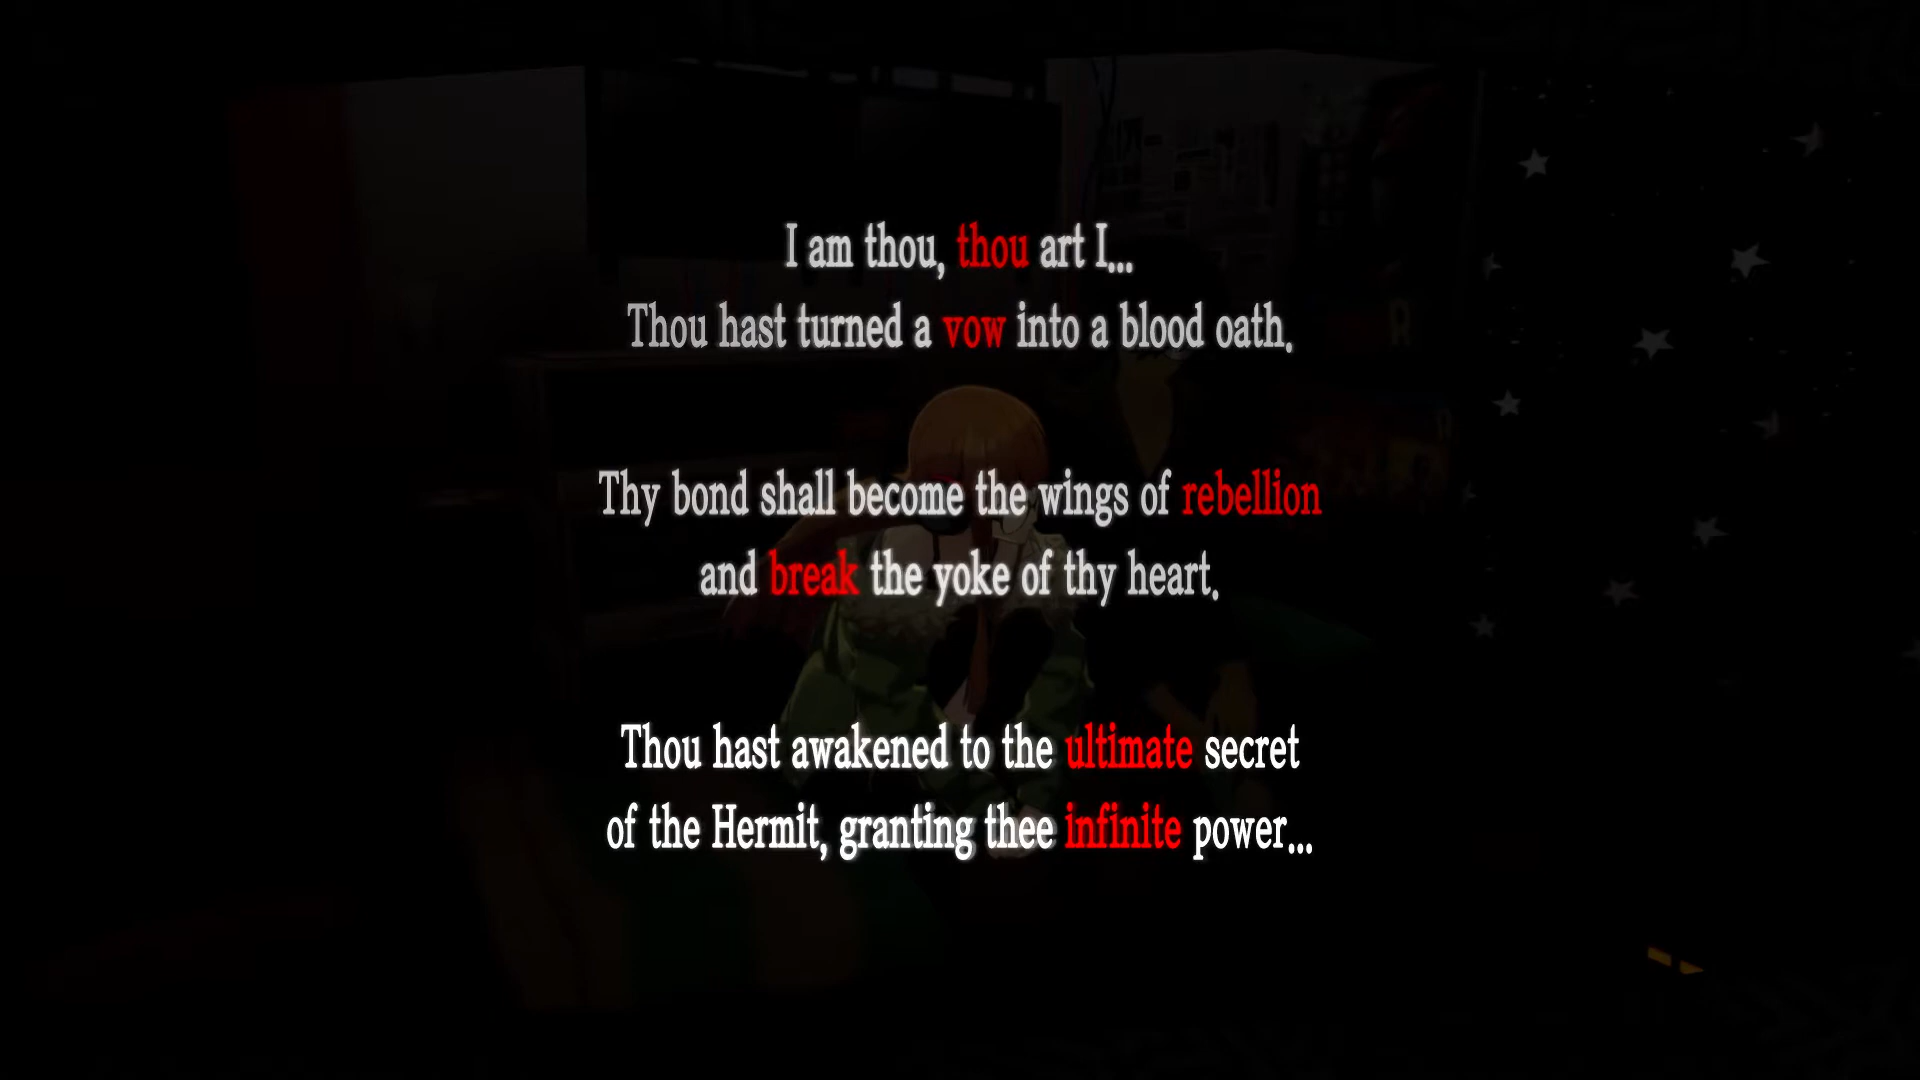 I am thou, thou art I...
Thou hast turned a vow into a blood oath.
Thy bond shall become the wings of rebellion
and break the yoke of thy heart.
Thou hast awakened to the ultimate secret
of the Hermit, granting thee infinite power...